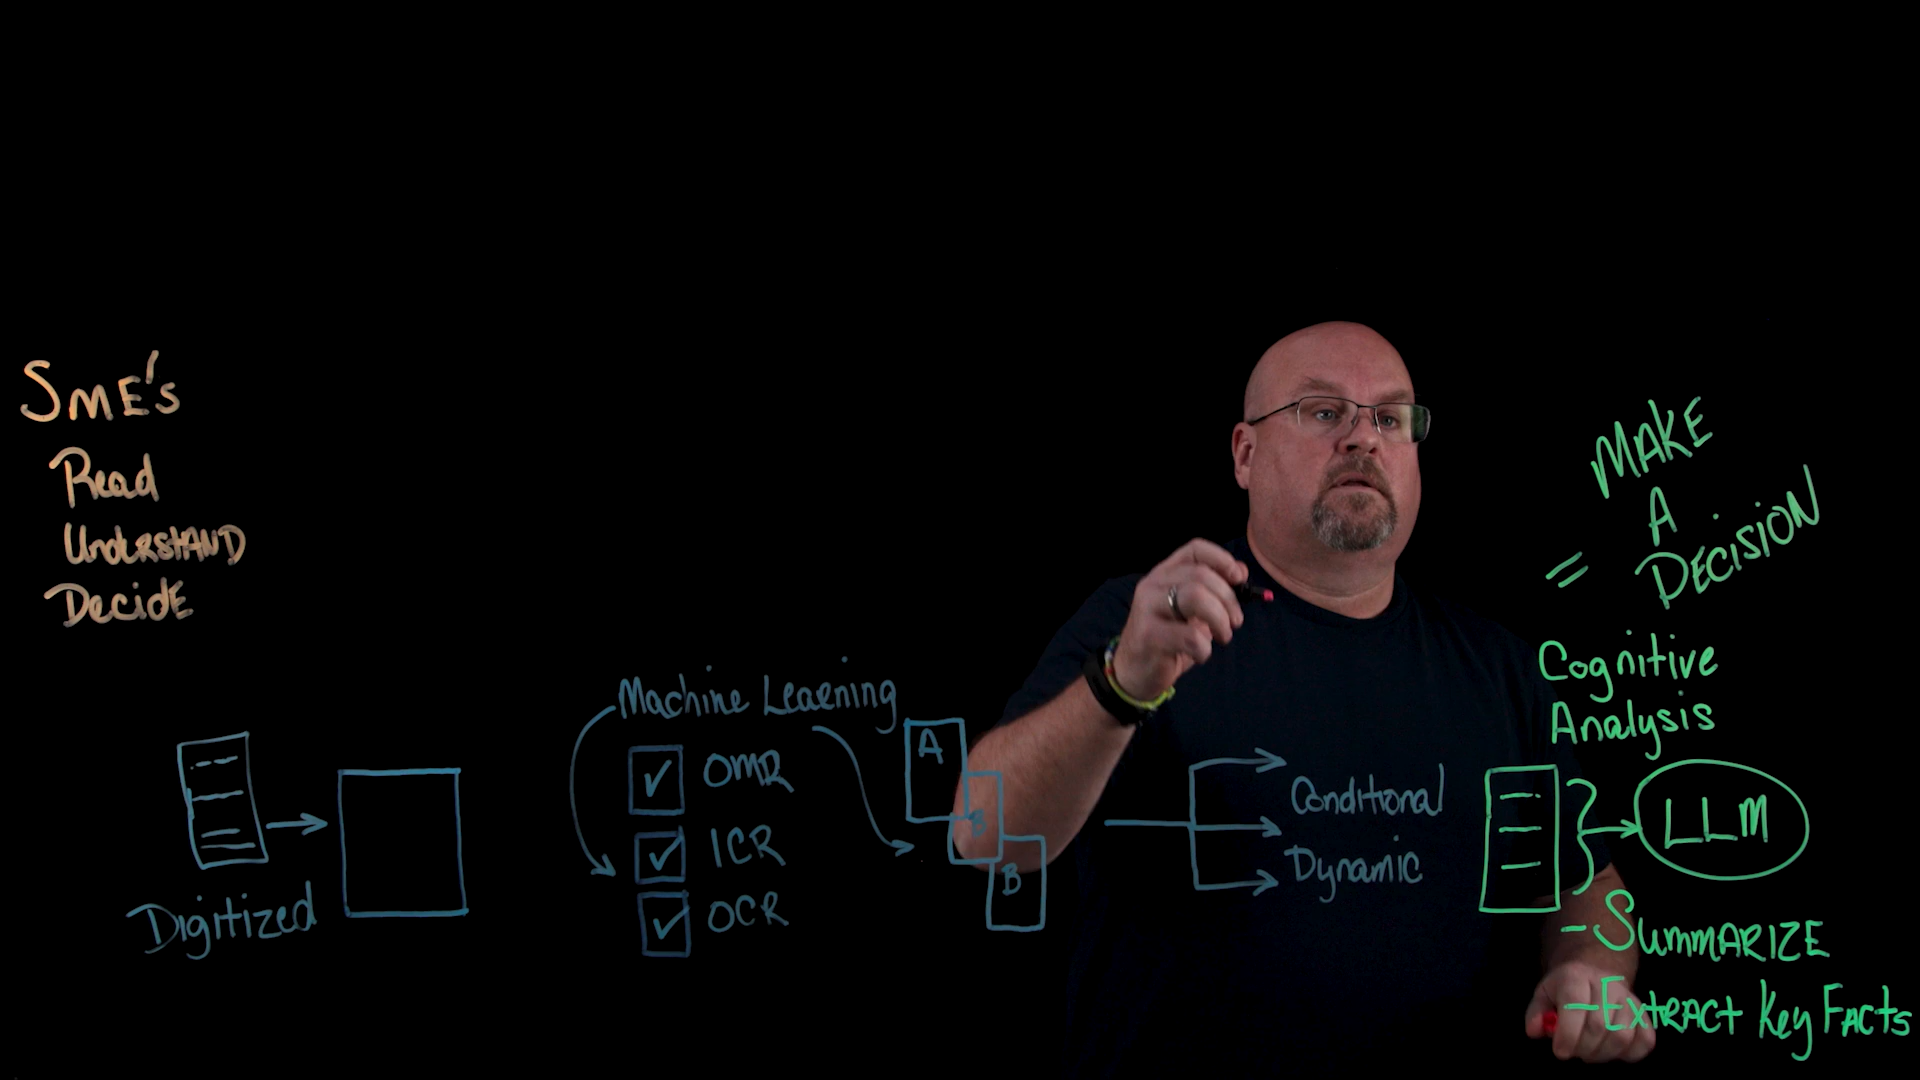 SME's
Read
Understand
Decide
Digitized
Machine Learning
OMR
ICR
OCR
A
B
B
Conditional
Dynamic
= MAKE
A
DECISION
Cognitive
Analysis
LLM
- SUMMARIZE
- EXTRACT Key FACTS